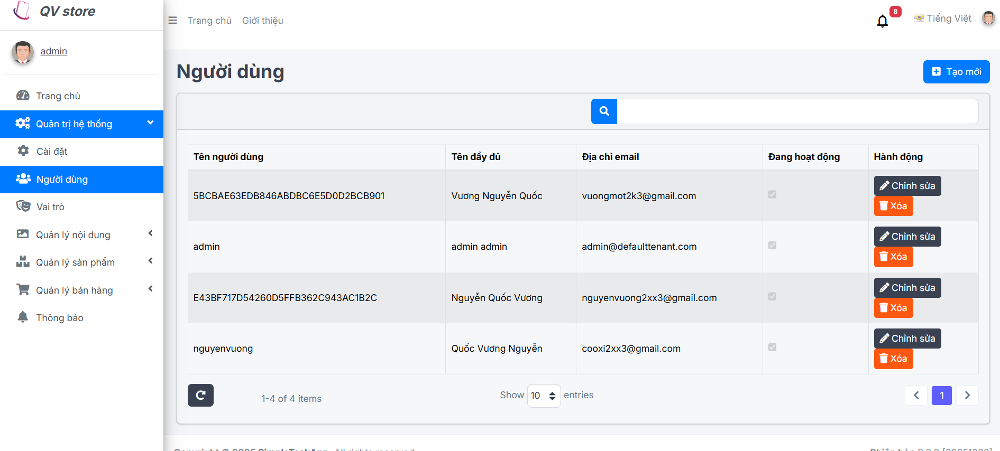 QV store
admin
Trang chủ
Quản trị hệ thống
Cài đặt
Người dùng
Vai trò
Quản lý nội dung
Quản lý sản phẩm
Quản lý bán hàng
Thông báo
Trang chủ Giới thiệu
8
Tiếng Việt
Người dùng
Tạo mới
Tên người dùng Tên đầy đủ Địa chỉ email Đang hoạt động Hành động
5BCBAE63EDB846ABDBC6E5D0D2BCB901 Vương Nguyễn Quốc vuongmot2k3@gmail.com Chỉnh sửa
Xóa
admin admin admin admin@defaulttenant.com Chỉnh sửa
Xóa
E43BF717D54260D5FFB362C943AC1B2C Nguyễn Quốc Vương nguyenvuong2xx3@gmail.com Chỉnh sửa
Xóa
nguyenvuong Quốc Vương Nguyễn cooxi2xx3@gmail.com Chỉnh sửa
Xóa
1-4 of 4 items Show 10 entries 1